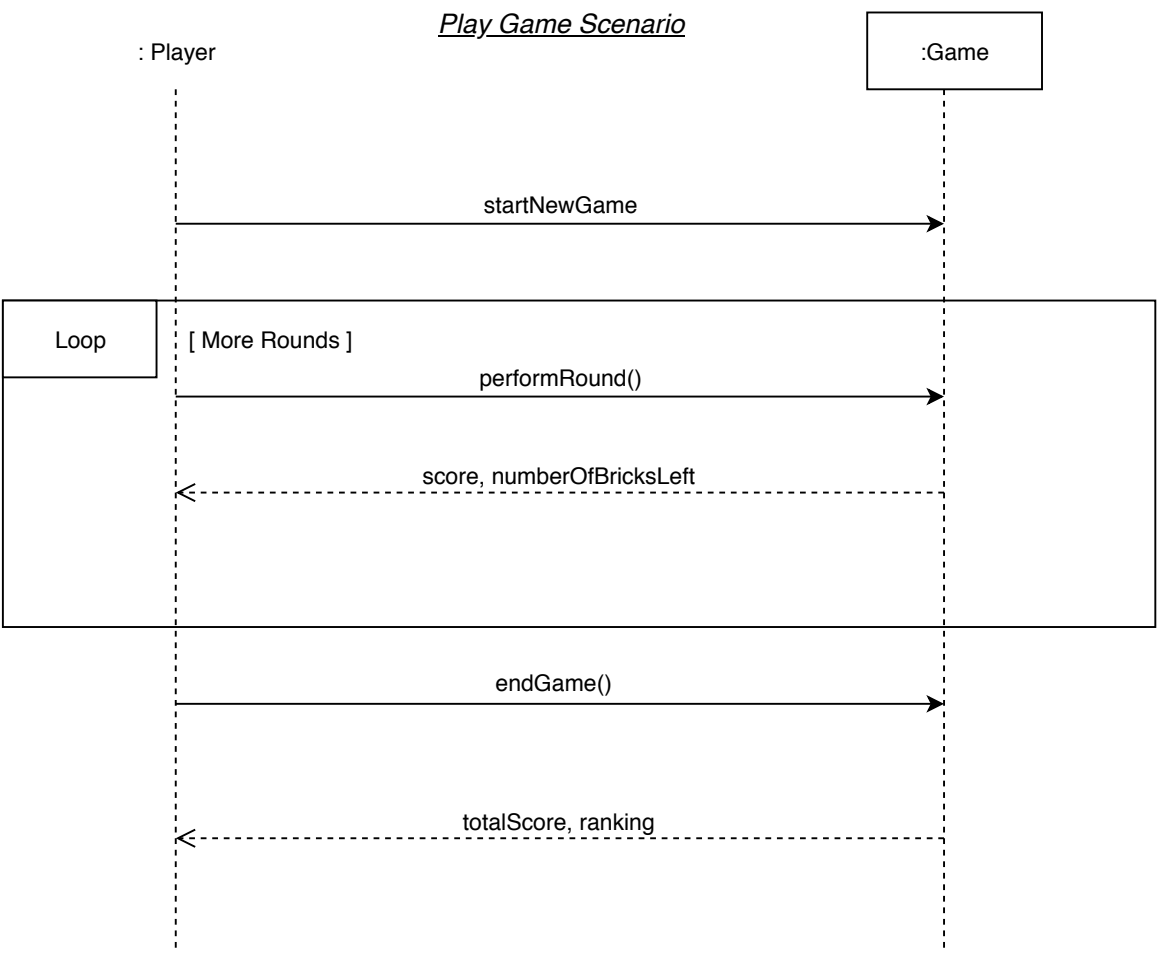 Play Game Scenario
: Player
:Game
startNewGame
Loop
[ More Rounds ]
performRound()
score, numberOfBricksLeft
endGame()
totalScore, ranking